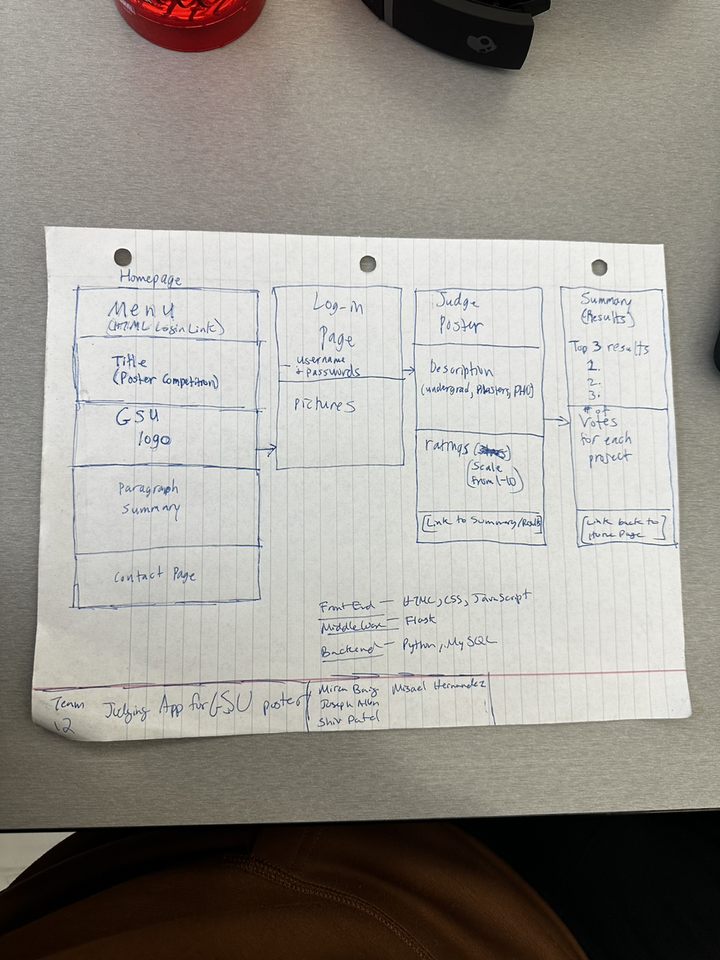 Homepage
Menu
(HTML Login Link)
Title
(Poster Competition)
GSU
logo
Paragraph
Summary
Contact Page
Log-in
Page
- username
+ passwords
Pictures
Judge
Poster
Description
(undergrad, Masters, PHD)
ratings
(Scale
from 1-10)
[Link to Summary/Results]
Summary
(Results)
Top 3 results
1.
2.
3.
# of
Votes
for each
project
[Link back to
Home Page]
Front End - HTML, CSS, Javascript
Middle Ware - Flask
Backend - Python, MySQL
Team
12
Judging App for GSU posters
Miren Baig
Joseph Allen
Shiv Patel
Misael Hernandez